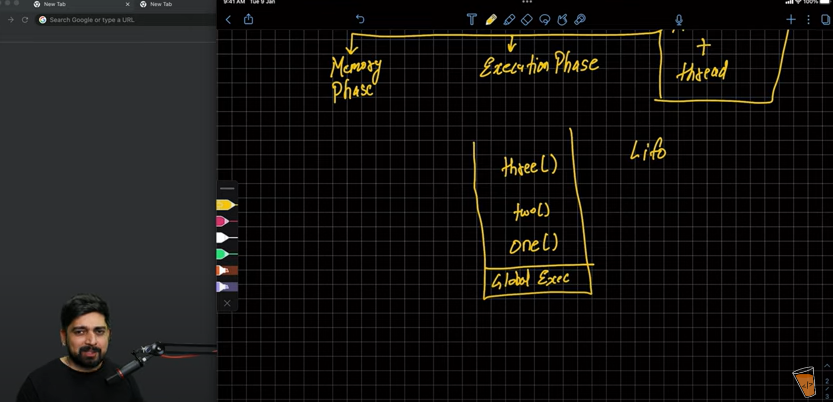 New Tab
New Tab
9:41 AM Tue 9 Jan
100%
Search Google or type a URL
Memory
Phase
Execution Phase
+
thread
three()
two()
one()
Global Exec
Lifo